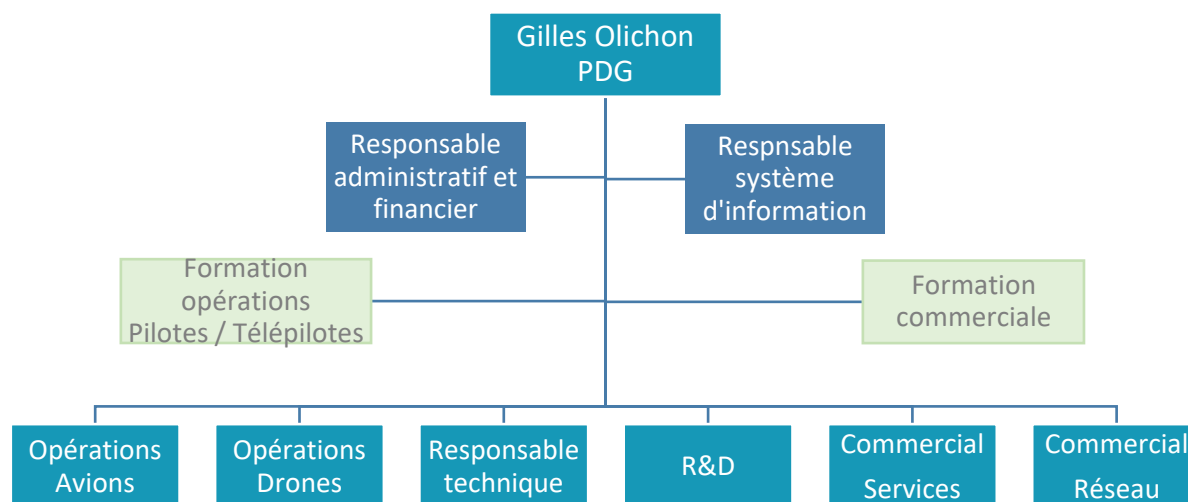 Gilles Olichon
PDG
Responsable
administratif et
financier
Respnsable
système
d'information
Formation
opérations
Pilotes / Télépilotes
Formation
commerciale
Opérations
Avions
Opérations
Drones
Responsable
technique
R&D
Commercial
Services
Commercial
Réseau